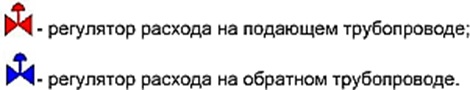 - регулятор расхода на подающем трубопроводе;
- регулятор расхода на обратном трубопроводе.